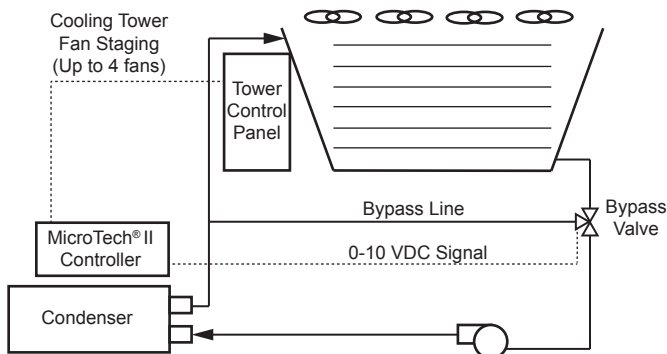 Cooling Tower
Fan Staging
(Up to 4 fans)
Tower
Control
Panel
Bypass Line
Bypass
Valve
MicroTech® II
Controller
0-10 VDC Signal
Condenser